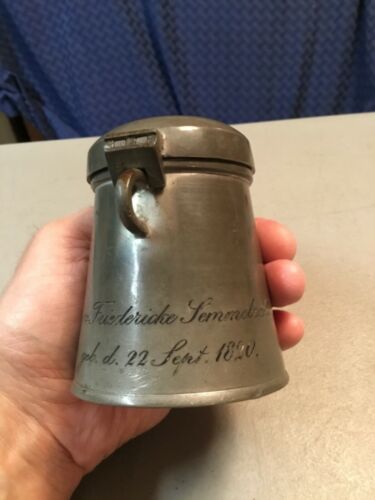 Friedericke
geb. d. 22 Sept. 1820.